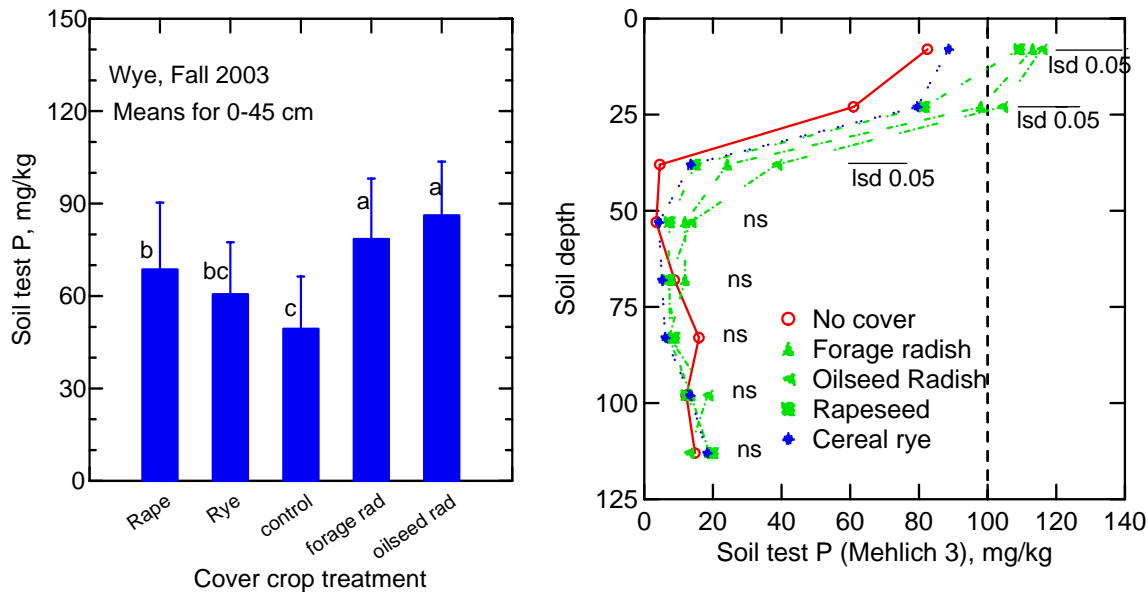 150
120
90
60
30
0
Soil test P, mg/kg
Wye, Fall 2003
Means for 0-45 cm
b
bc
c
a
a
Rape
Rye
control
forage rad
oilseed rad
Cover crop treatment
0
25
50
75
100
125
Soil depth
lsd 0.05
lsd 0.05
lsd 0.05
ns
ns
ns
ns
ns
No cover
Forage radish
Oilseed Radish
Rapeseed
Cereal rye
0 20 40 60 80 100 120 140
Soil test P (Mehlich 3), mg/kg